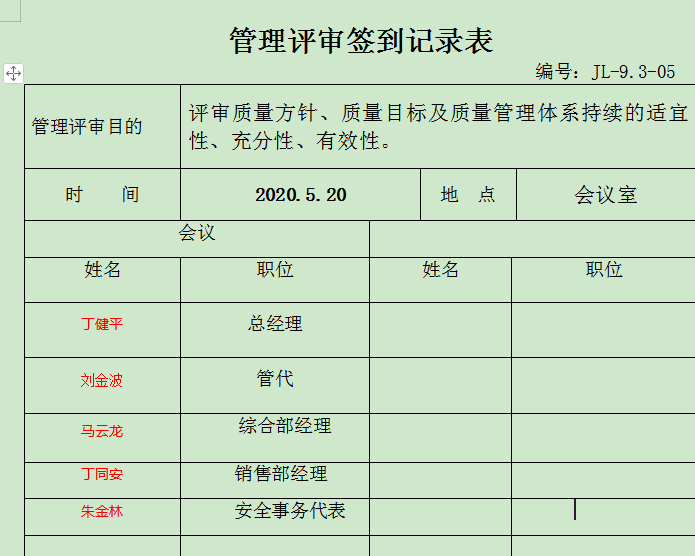 管理评审签到记录表
编号：JL-9.3-05
管理评审目的
评审质量方针、质量目标及质量管理体系持续的适宜
性、充分性、有效性。
时 间 2020.5.20 地 点 会议室
会议
姓名 职位 姓名 职位
丁健平 总经理
刘金波 管代
马云龙 综合部经理
丁同安 销售部经理
朱金林 安全事务代表